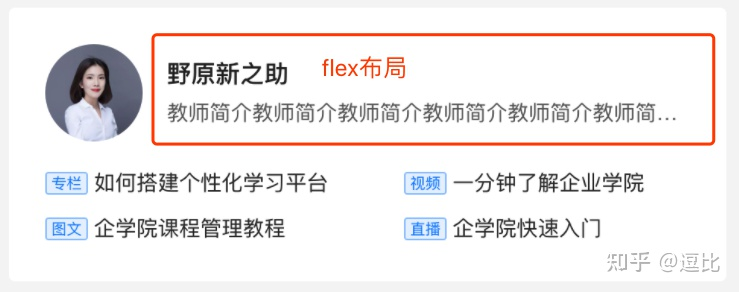 野原新之助 flex布局
教师简介教师简介教师简介教师简介教师简介教师简...
专栏 如何搭建个性化学习平台 视频 一分钟了解企业学院
图文 企学院课程管理教程 直播 企学院快速入门
知乎 @逗比